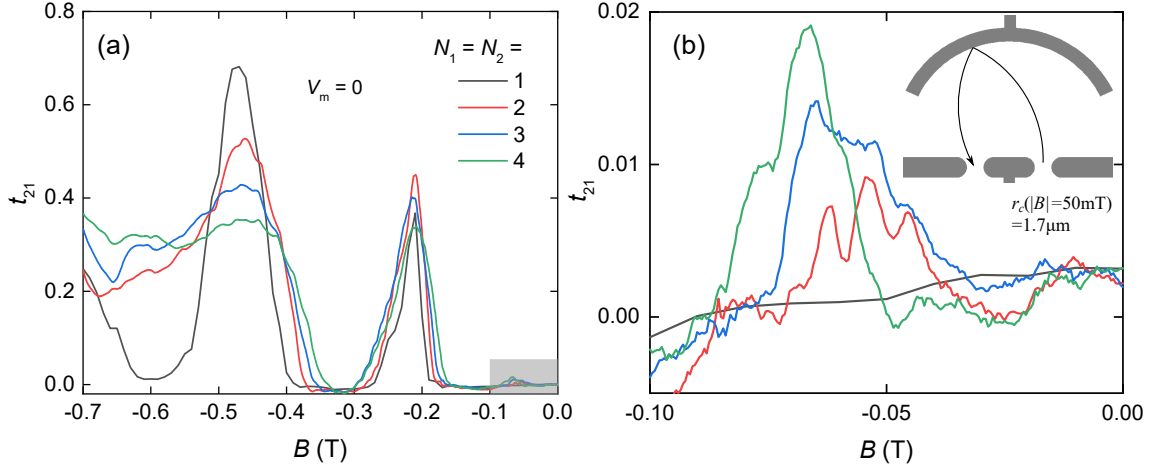 (a)
N₁ = N₂ =
V_m = 0
1
2
3
4
0.8
0.6
0.4
0.2
0.0
t₂₁
-0.7
-0.6
-0.5
-0.4
-0.3
-0.2
-0.1
0.0
B (T)
(b)
0.02
0.01
0.00
t₂₁
r_c(|B|=50mT)
=1.7μm
-0.10
-0.05
0.00
B (T)